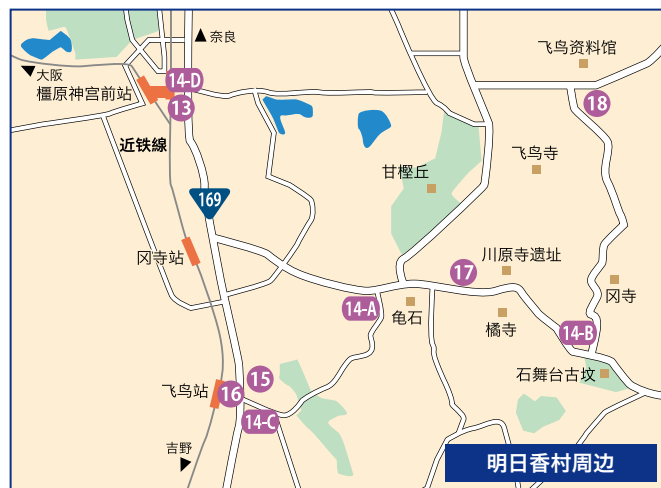 奈良
大阪
橿原神宫前站
14-D
13
近铁線
169
冈寺站
飞鸟资料馆
18
飞鸟寺
甘樫丘
川原寺遗址
17
冈寺
14-A
龟石
橘寺
14-B
石舞台古坟
飞鸟站
15
16
14-C
吉野
明日香村周边